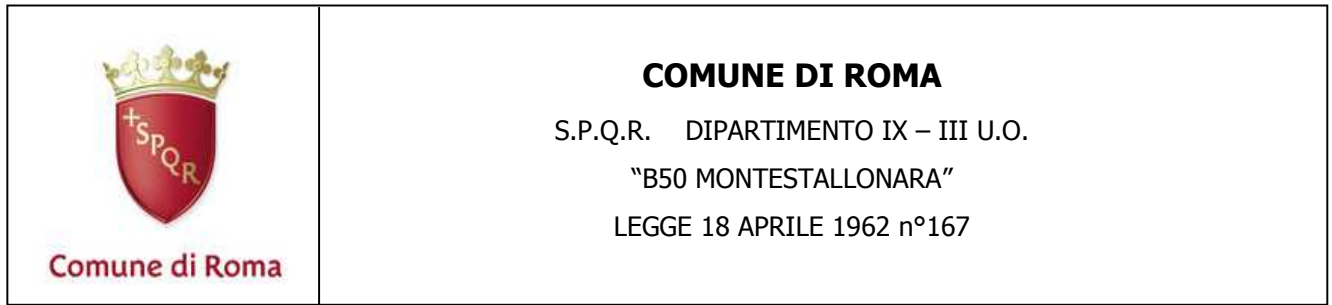 +SPQR
Comune di Roma
COMUNE DI ROMA
S.P.Q.R. DIPARTIMENTO IX – III U.O.
“B50 MONTESTALLONARA”
LEGGE 18 APRILE 1962 n°167